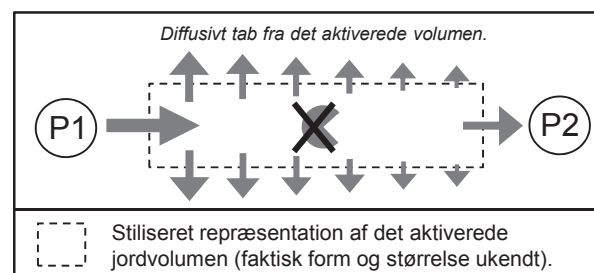 Diffusivt tab fra det aktiverede volumen.
P1
P2
Stiliseret repræsentation af det aktiverede
jordvolumen (faktisk form og størrelse ukendt).